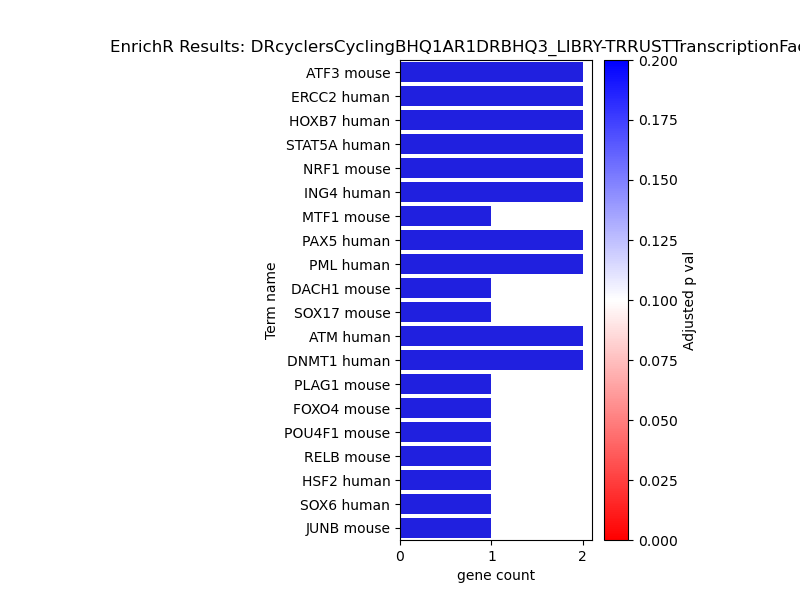 EnrichR Results: DRcyclersCyclingBHQ1AR1DRBHQ3_LIBRY-TRRUSTTranscriptionFac
ATF3 mouse
ERCC2 human
HOXB7 human
STAT5A human
NRF1 mouse
ING4 human
MTF1 mouse
PAX5 human
PML human
DACH1 mouse
SOX17 mouse
ATM human
DNMT1 human
PLAG1 mouse
FOXO4 mouse
POU4F1 mouse
RELB mouse
HSF2 human
SOX6 human
JUNB mouse
Term name
0 1 2
gene count
0.200
0.175
0.150
0.125
0.100
0.075
0.050
0.025
0.000
Adjusted p val